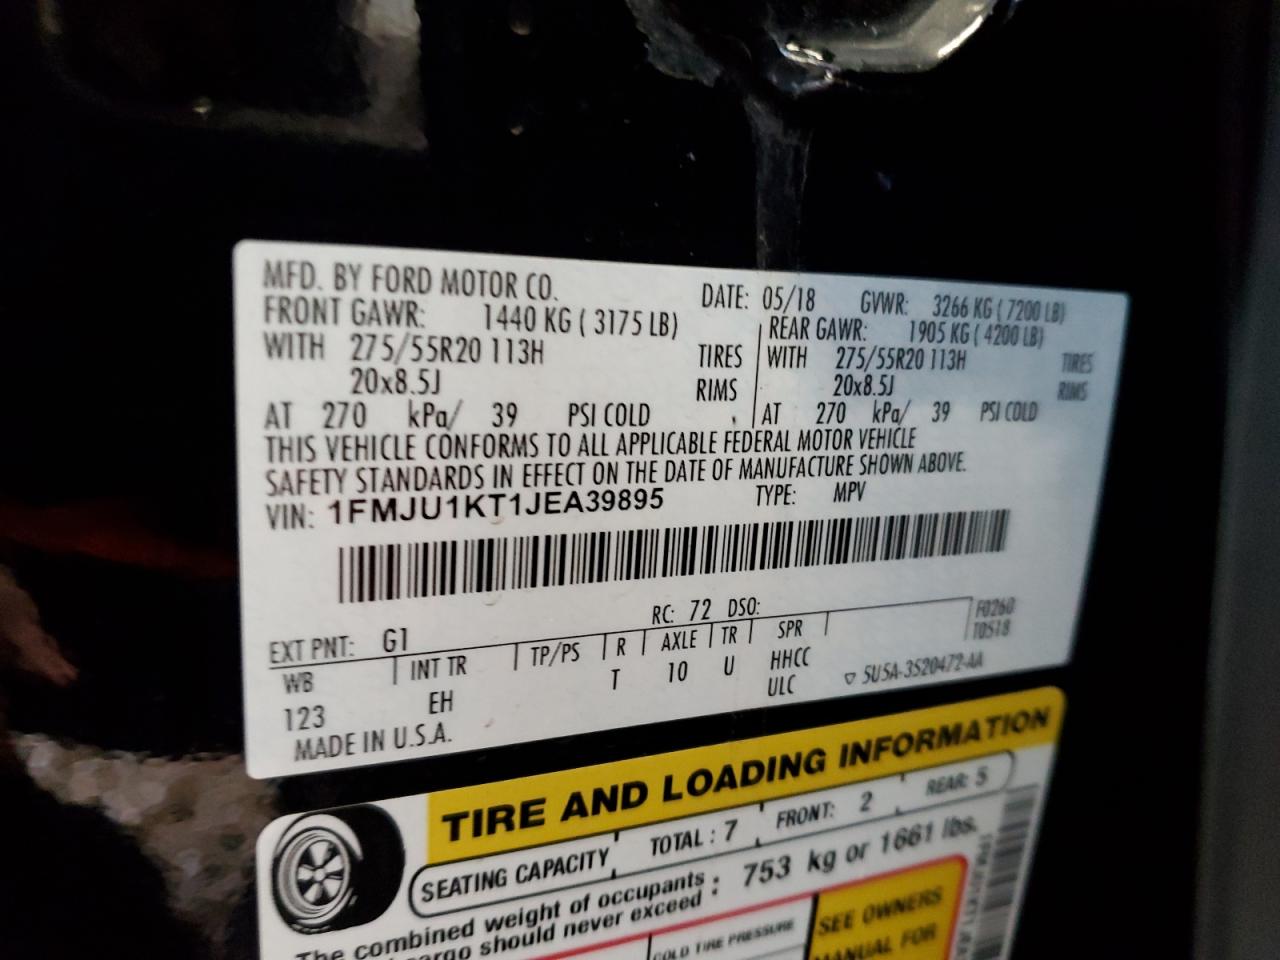 MFD. BY FORD MOTOR CO. DATE: 05/18 GVWR: 3266 KG ( 7200 LB)
FRONT GAWR: 1440 KG ( 3175 LB) REAR GAWR: 1905 KG ( 4200 LB)
WITH 275/55R20 113H TIRES WITH 275/55R20 113H TIRES
20x8.5J RIMS 20x8.5J RIMS
AT 270 kPa/ 39 PSI COLD AT 270 kPa/ 39 PSI COLD
THIS VEHICLE CONFORMS TO ALL APPLICABLE FEDERAL MOTOR VEHICLE
SAFETY STANDARDS IN EFFECT ON THE DATE OF MANUFACTURE SHOWN ABOVE.
VIN: 1FMJU1KT1JEA39895 TYPE: MPV
EXT PNT: G1 RC: 72 DSO: F0260
WB INT TR TP/PS R AXLE TR SPR T0518
123 EH T 10 U HHCC
ULC ▽ 5U5A-3520472-AA
MADE IN U.S.A.
TIRE AND LOADING INFORMATION
SEATING CAPACITY TOTAL : 7 FRONT: 2 REAR: 5
The combined weight of occupants : 753 kg or 1661 lbs.
cargo should never exceed
COLD TIRE PRESSURE
SEE OWNERS
MANUAL FOR